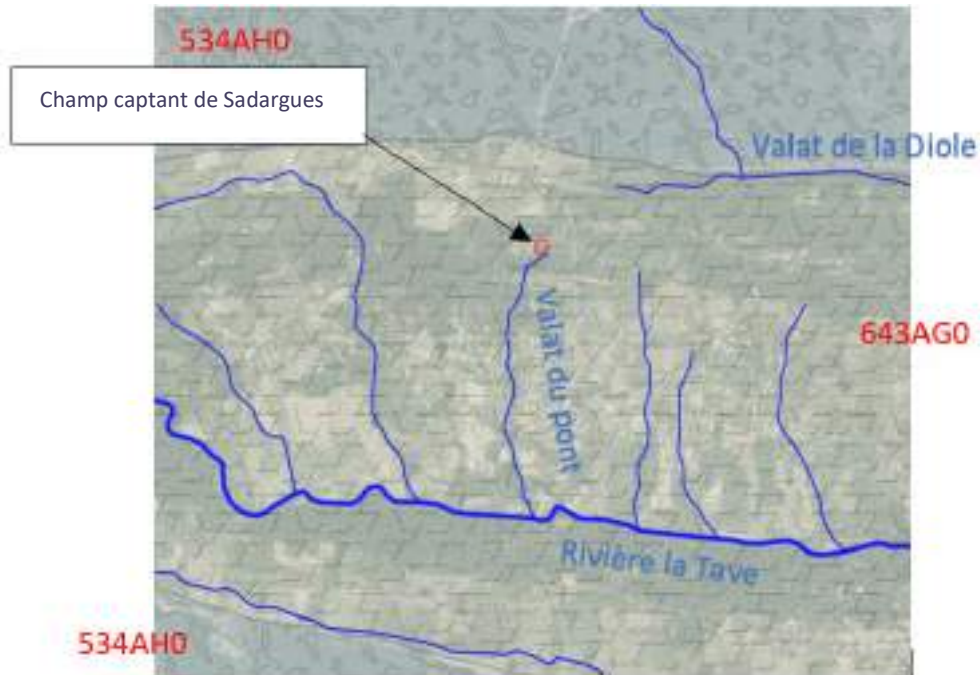 534AH0
Champ captant de Sadargues
Valat de la Diole
Valat du pont
643AG0
Rivière la Tave
534AH0